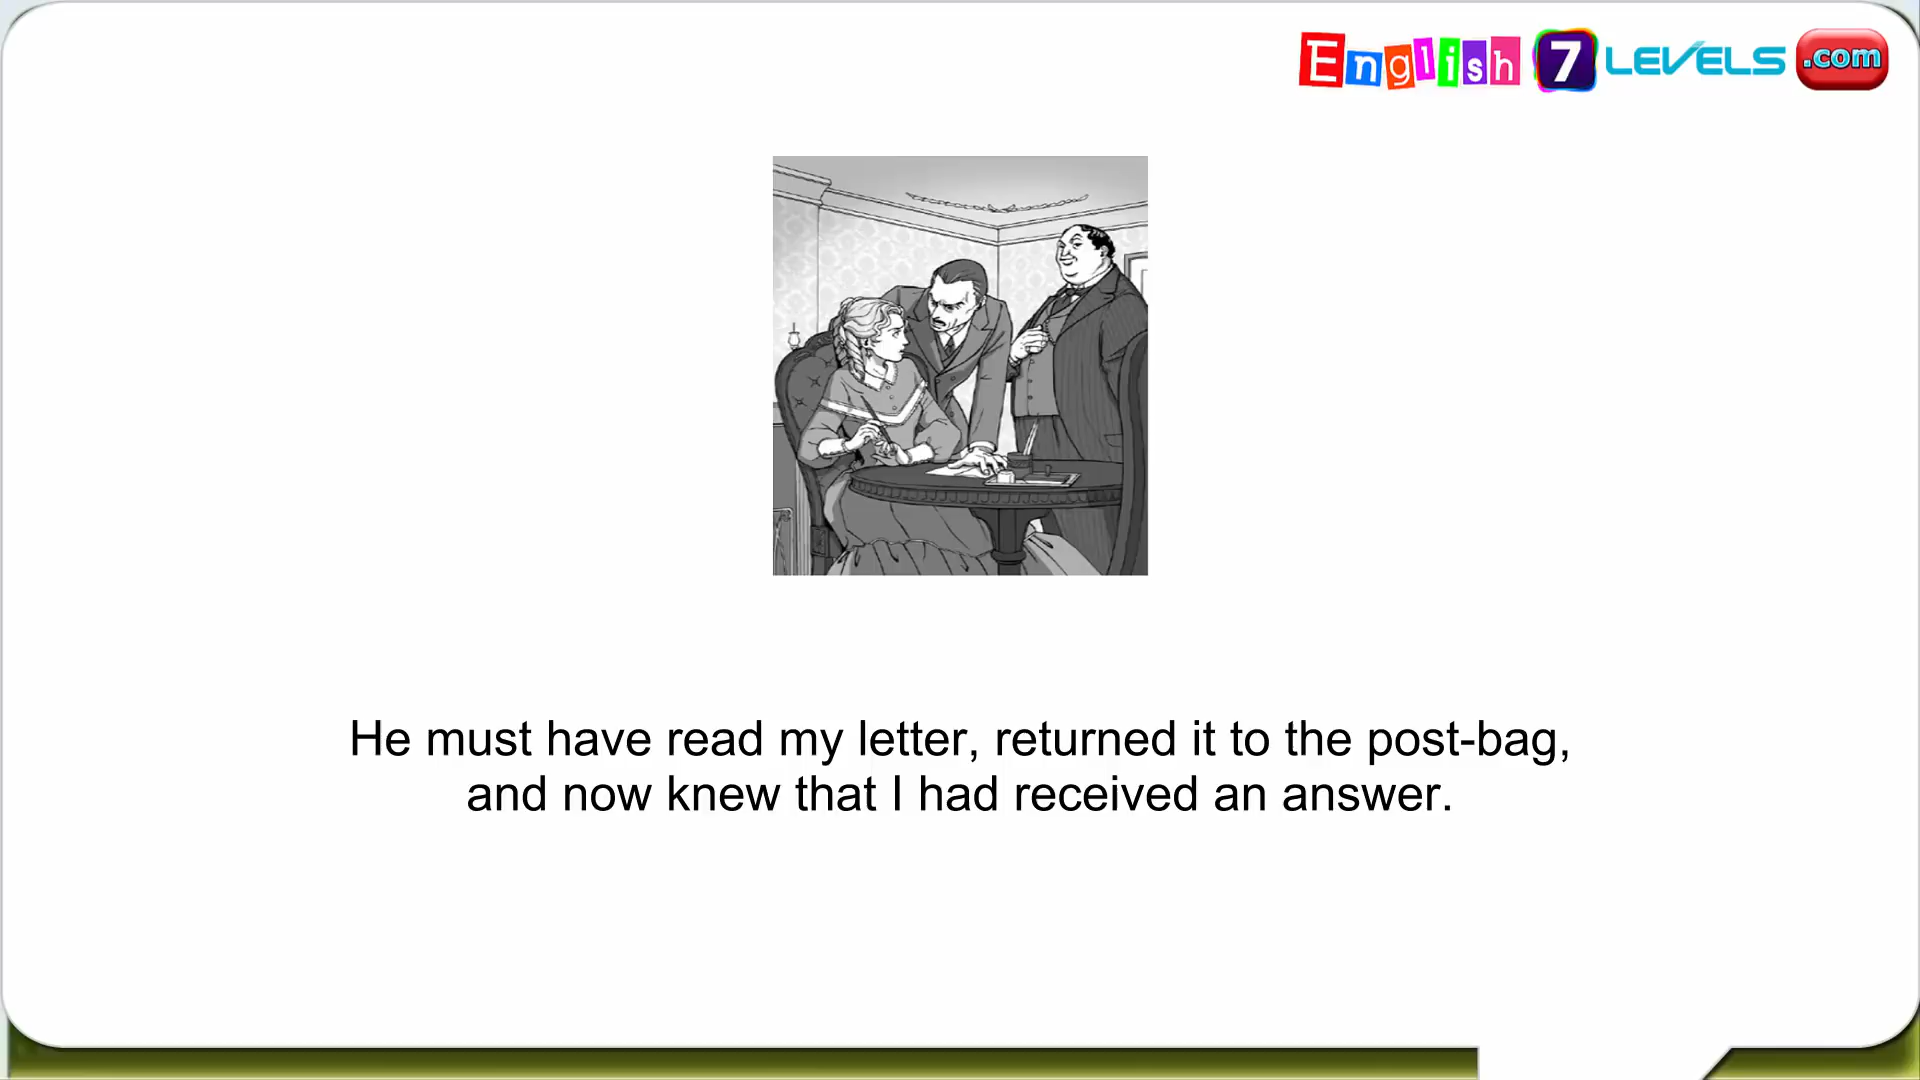 English 7 LEVELS .com
He must have read my letter, returned it to the post-bag,
and now knew that I had received an answer.